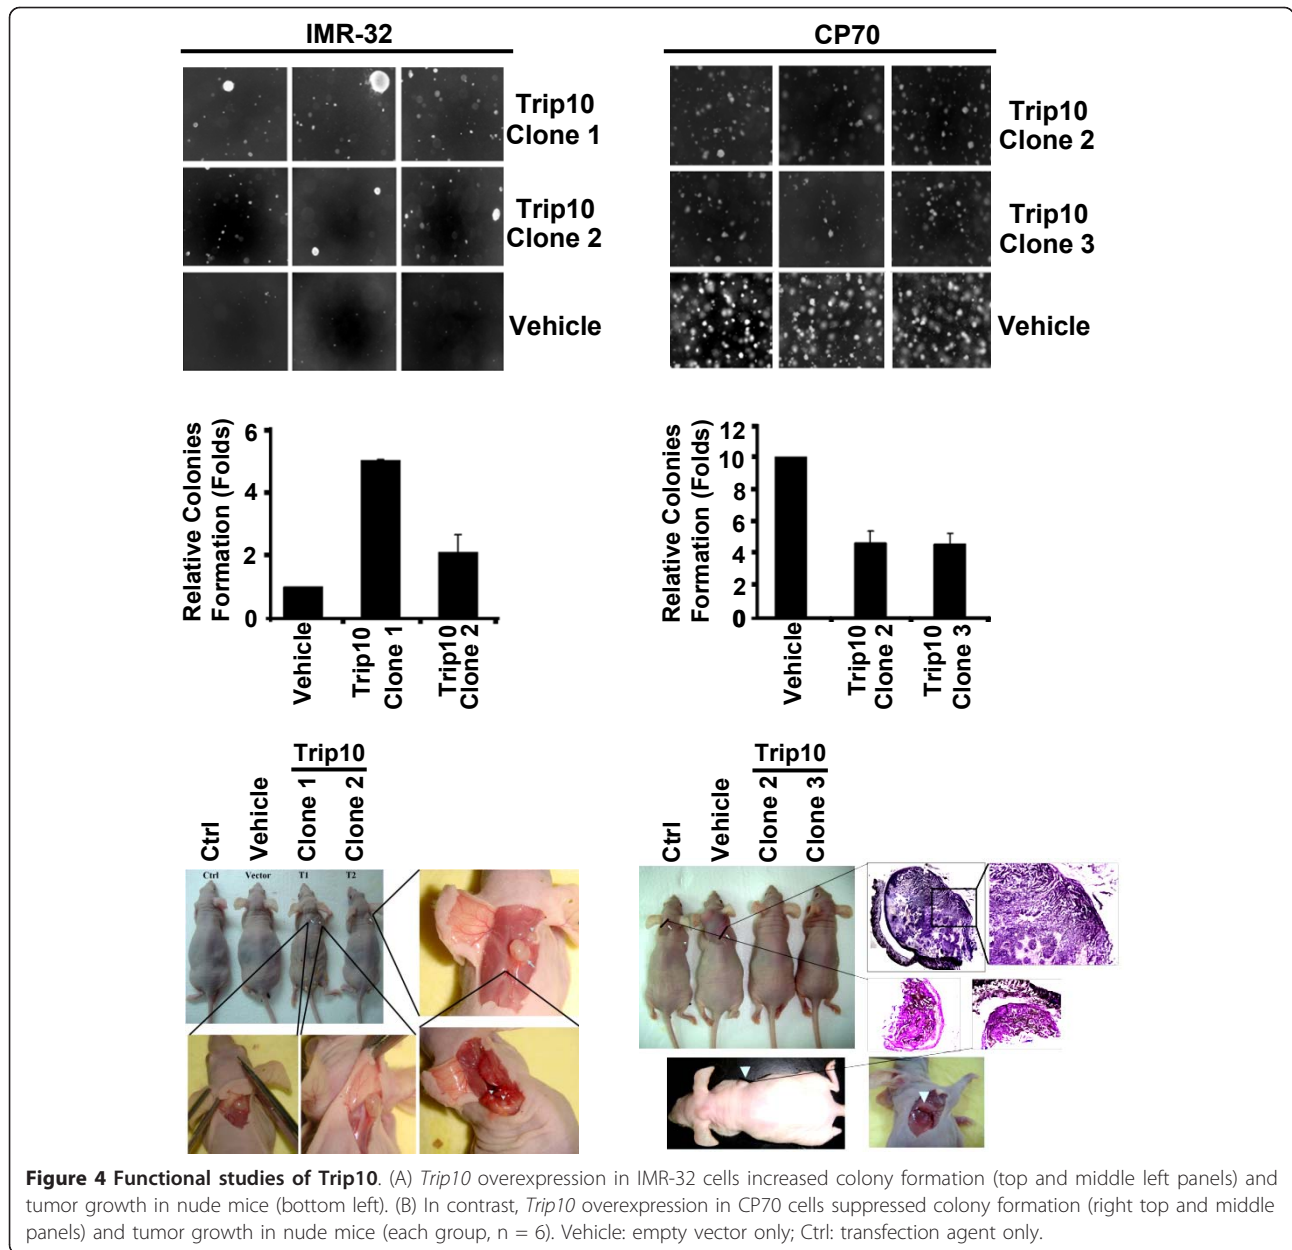 IMR-32
CP70
Trip10
Clone 1
Trip10
Clone 2
Vehicle
Trip10
Clone 2
Trip10
Clone 3
Vehicle
Relative Colonies
Formation (Folds)
6
4
2
0
Vehicle
Trip10
Clone 1
Trip10
Clone 2
Relative Colonies
Formation (Folds)
12
10
8
6
4
2
0
Vehicle
Trip10
Clone 2
Trip10
Clone 3
Trip10
Ctrl
Vehicle
Clone 1
Clone 2
Ctrl
Vector
T1
T2
Trip10
Ctrl
Vehicle
Clone 2
Clone 3
Figure 4 Functional studies of Trip10. (A) Trip10 overexpression in IMR-32 cells increased colony formation (top and middle left panels) and
tumor growth in nude mice (bottom left). (B) In contrast, Trip10 overexpression in CP70 cells suppressed colony formation (right top and middle
panels) and tumor growth in nude mice (each group, n = 6). Vehicle: empty vector only; Ctrl: transfection agent only.